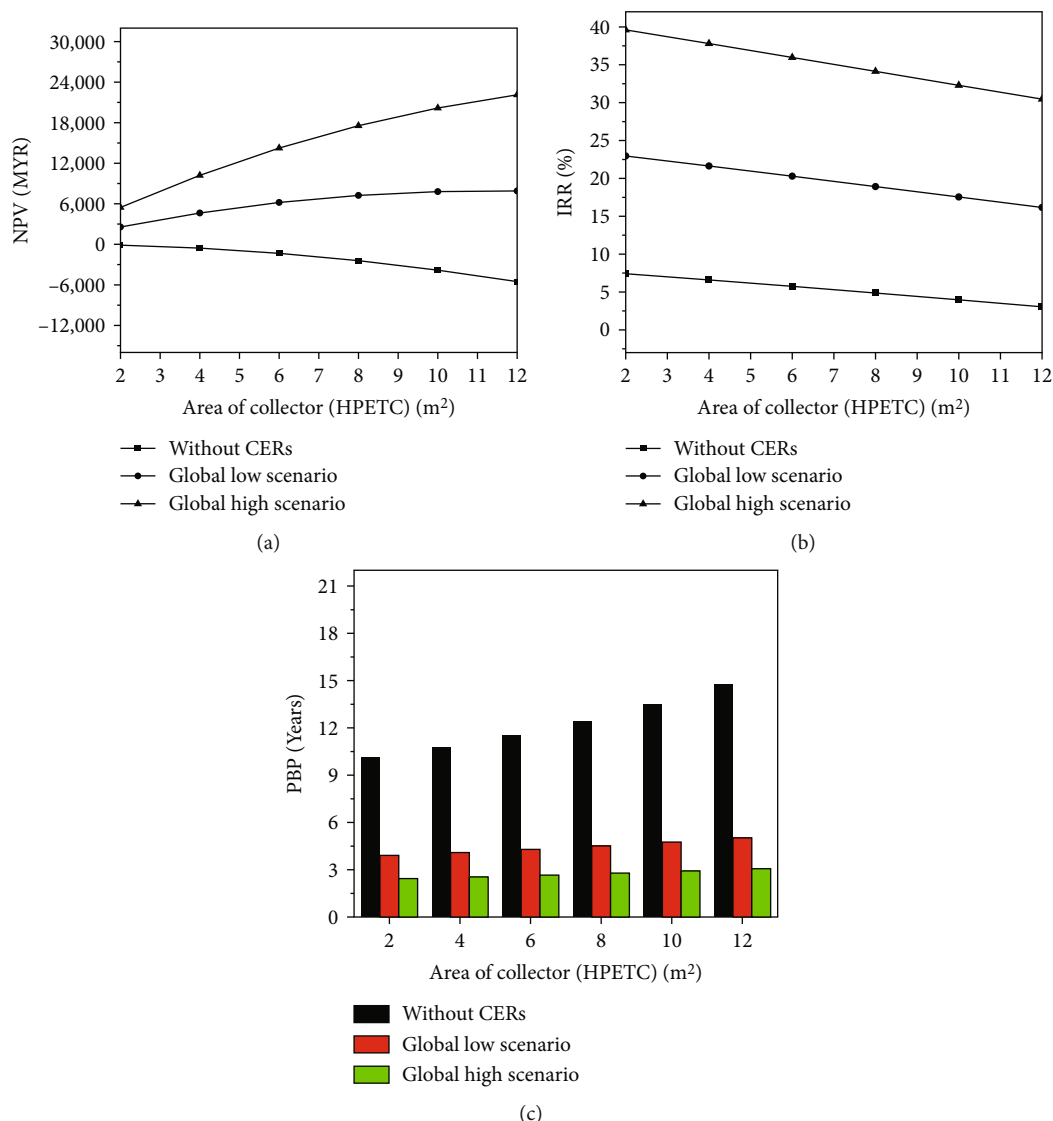 30,000
24,000
18,000
12,000
6,000
0
−6,000
−12,000
NPV (MYR)
2 3 4 5 6 7 8 9 10 11 12
Area of collector (HPETC) (m²)
Without CERs
Global low scenario
Global high scenario
(a)
40
35
30
25
20
15
10
5
0
IRR (%)
2 3 4 5 6 7 8 9 10 11 12
Area of collector (HPETC) (m²)
Without CERs
Global low scenario
Global high scenario
(b)
21
18
15
12
9
6
3
0
PBP (Years)
2 4 6 8 10 12
Area of collector (HPETC) (m²)
Without CERs
Global low scenario
Global high scenario
(c)